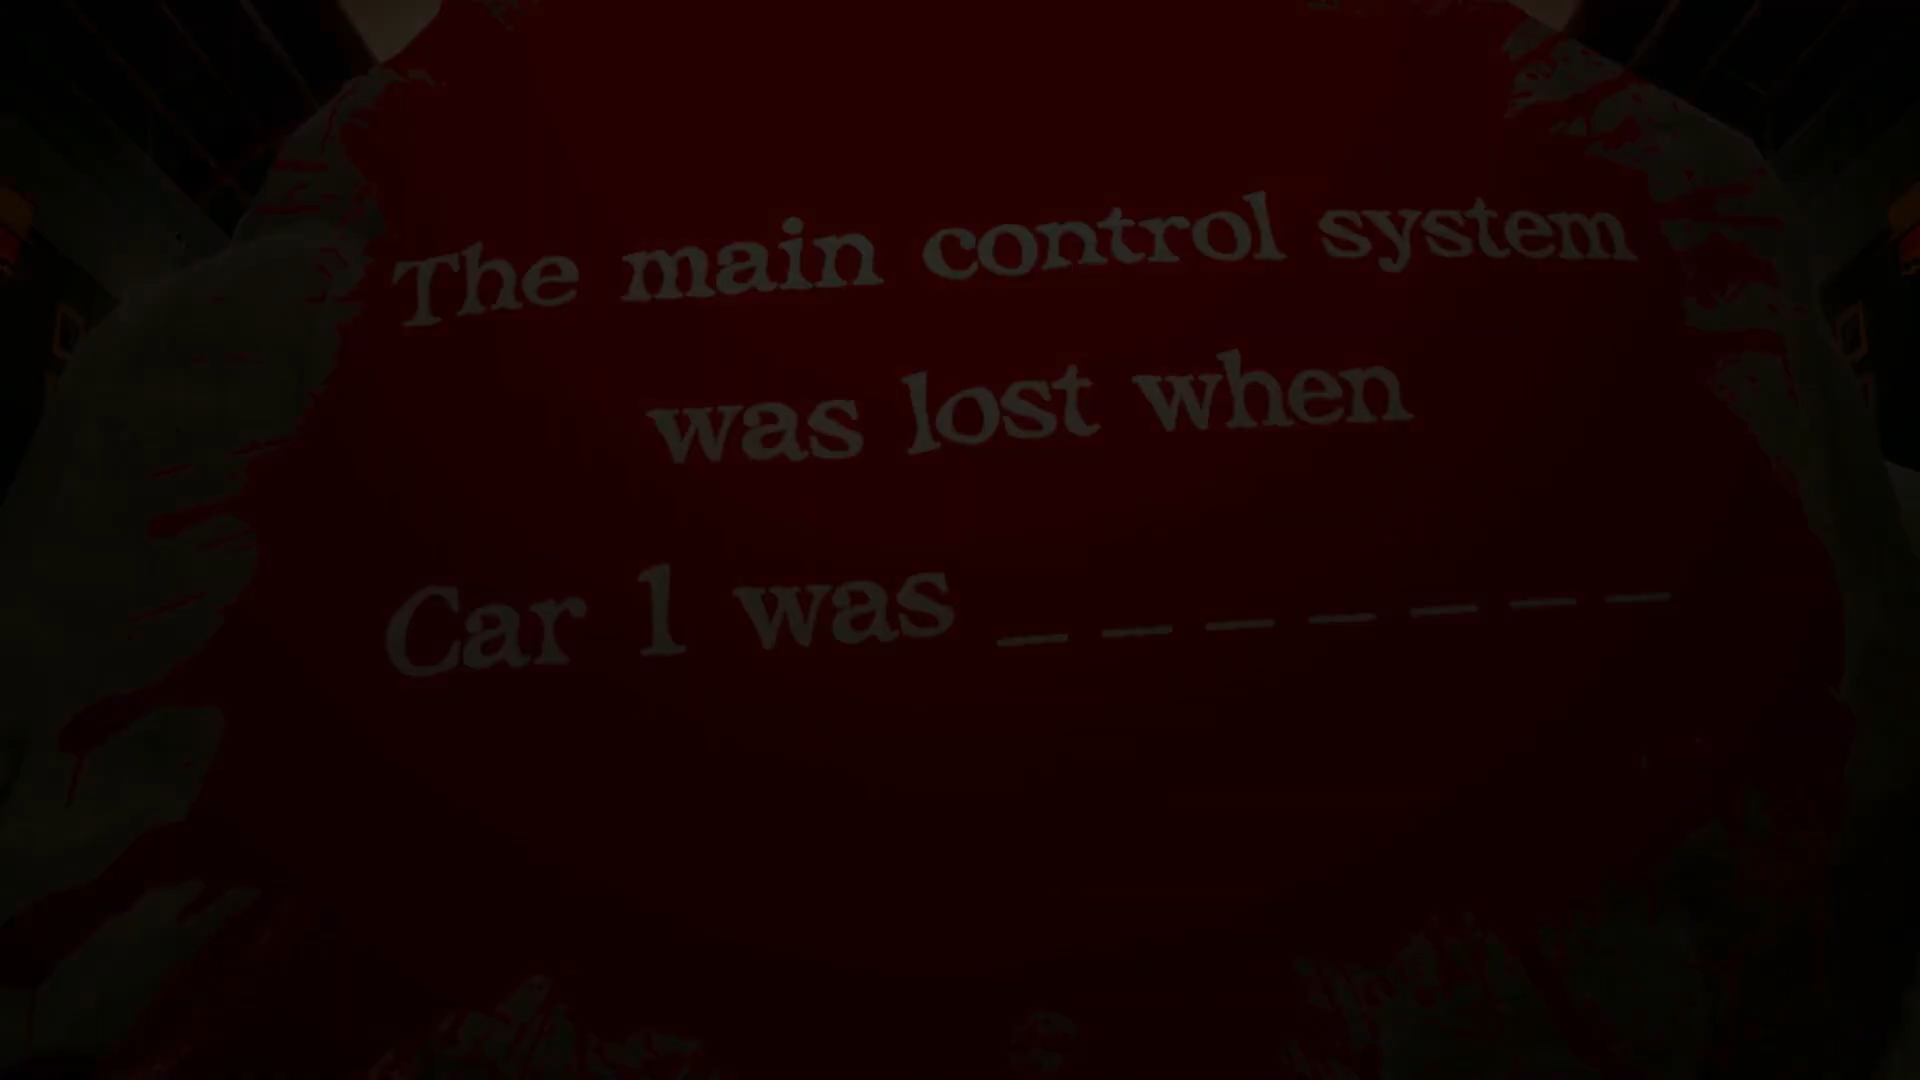 The main control system
was lost when
Car 1 was _ _ _ _ _ _ _